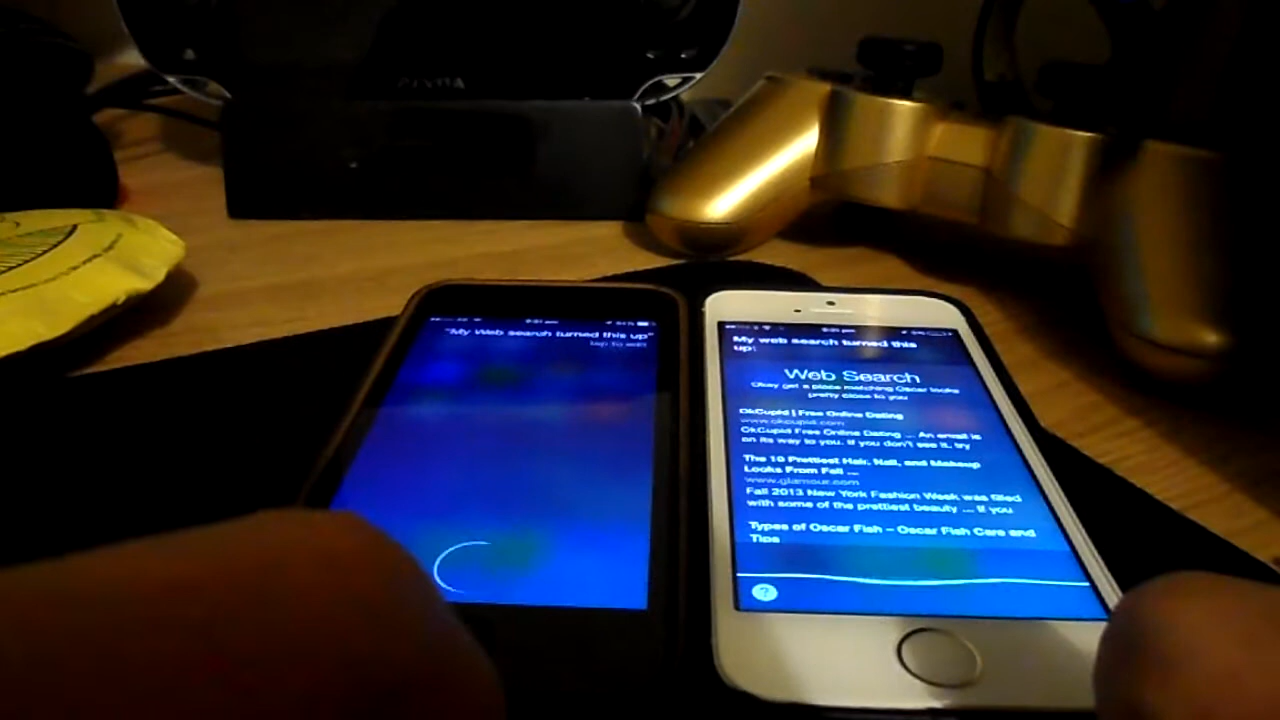 PSVITA
"My Web search turned this up"
tap to edit
9:31 pm
My web search turned this
up:
Web Search
Okay get a place matching Oscar looks
pretty close to you
OkCupid | Free Online Dating
www.okcupid.com
OkCupid Free Online Dating ... An email is
on its way to you. If you don't see it, try
The 10 Prettiest Hair, Nail, and Makeup
Looks From Fall ...
www.glamour.com
Fall 2013 New York Fashion Week was filled
with some of the prettiest beauty ... If you
Types of Oscar Fish – Oscar Fish Care and
Tips
?